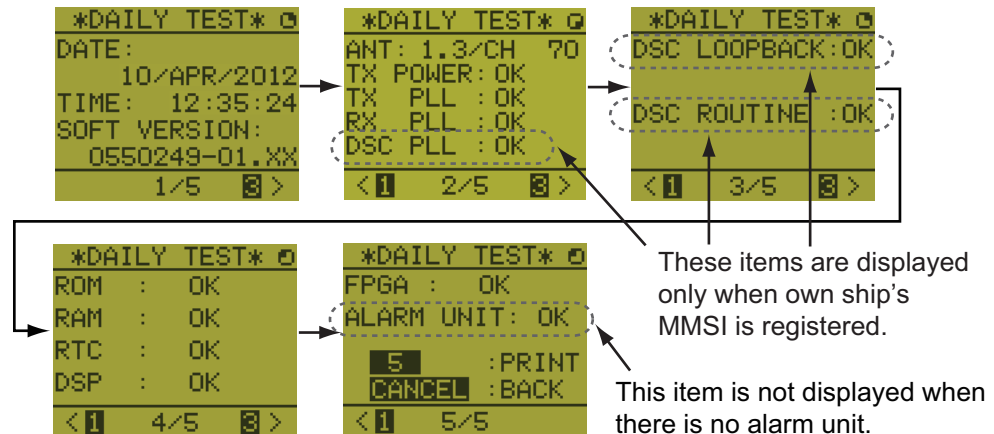 *DAILY TEST*
DATE:
10/APR/2012
TIME: 12:35:24
SOFT VERSION:
0550249-01.XX
1/5 3 >
*DAILY TEST*
ANT: 1.3/CH 70
TX POWER: OK
TX PLL : OK
RX PLL : OK
DSC PLL : OK
< 1 2/5 3 >
*DAILY TEST*
DSC LOOPBACK:OK
DSC ROUTINE :OK
< 1 3/5 3 >
These items are displayed
only when own ship's
MMSI is registered.
*DAILY TEST*
ROM : OK
RAM : OK
RTC : OK
DSP : OK
< 1 4/5 3 >
*DAILY TEST*
FPGA : OK
ALARM UNIT: OK
5 :PRINT
CANCEL :BACK
< 1 5/5
This item is not displayed when
there is no alarm unit.